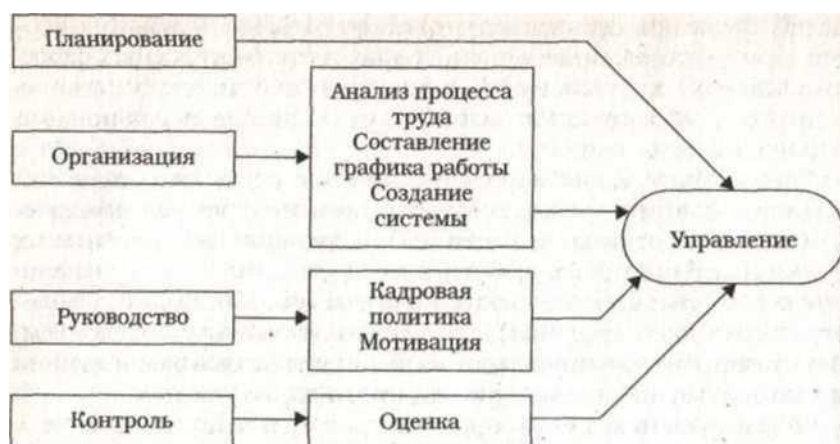 Планирование
Анализ процесса
труда
Составление
графика работы
Создание
системы
Организация
Управление
Руководство
Кадровая
политика
Мотивация
Контроль
Оценка